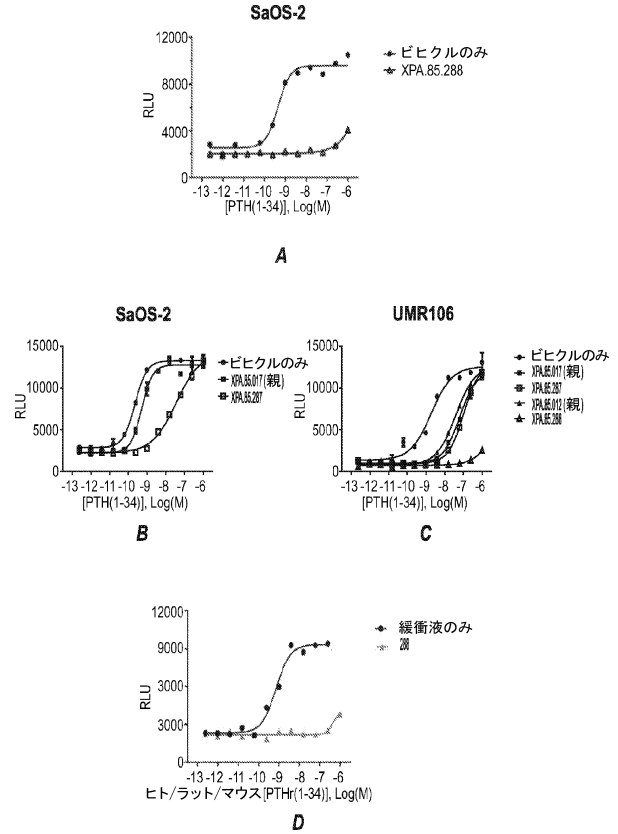 SaOS-2
12000
8000
4000
0
RLU
-13 -12 -11 -10 -9 -8 -7 -6
[PTH(1-34)], Log(M)
ビヒクルのみ
XPA.85.288
A
SaOS-2
15000
10000
5000
0
RLU
-13 -12 -11 -10 -9 -8 -7 -6
[PTH(1-34)], Log(M)
ビヒクルのみ
XPA.85.017(親)
XPA.85.287
B
UMR106
15000
10000
5000
0
RLU
-13 -12 -11 -10 -9 -8 -7 -6
[PTH(1-34)], Log(M)
ビヒクルのみ
XPA.85.017(親)
XPA.85.287
XPA.85.012(親)
XPA.85.288
C
12000
9000
3000
3000
0
RLU
-13 -12 -11 -10 -9 -8 -7 -6
ヒト/ラット/マウス[PTHr(1-34)], Log(M)
緩衝液のみ
288
D